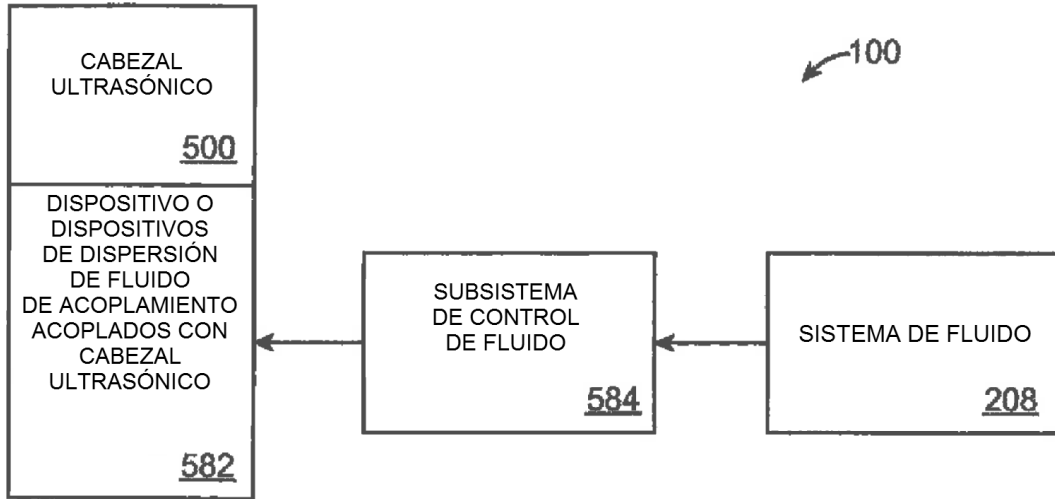 CABEZAL
ULTRASÓNICO
500
100
DISPOSITIVO O
DISPOSITIVOS
DE DISPERSIÓN
DE FLUIDO
DE ACOPLAMIENTO
ACOPLADOS CON
CABEZAL
ULTRASÓNICO
582
SUBSISTEMA
DE CONTROL
DE FLUIDO
584
SISTEMA DE FLUIDO
208